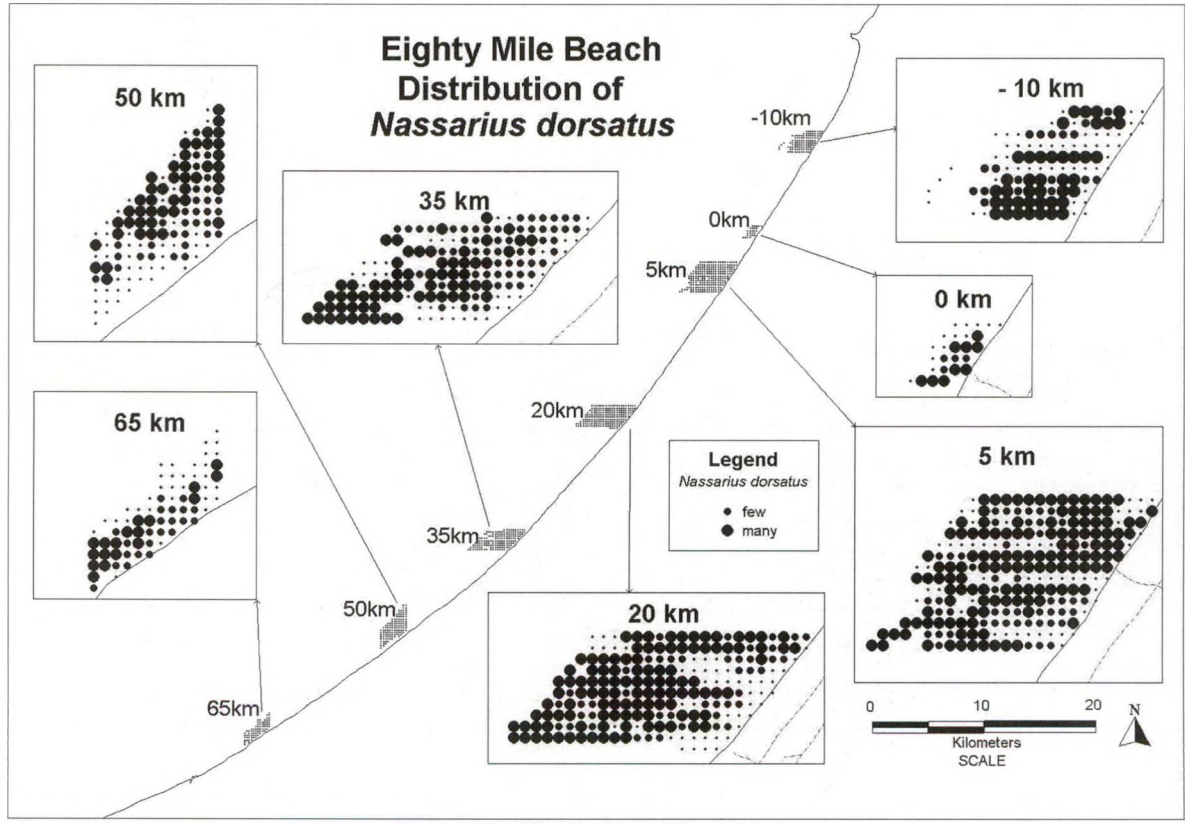 Eighty Mile Beach
Distribution of
Nassarius dorsatus
50 km
35 km
- 10 km
-10km
0km
5km
0 km
65 km
20km
Legend
Nassarius dorsatus
few
many
5 km
35km
50km
20 km
65km
0 10 20
Kilometers
SCALE
N